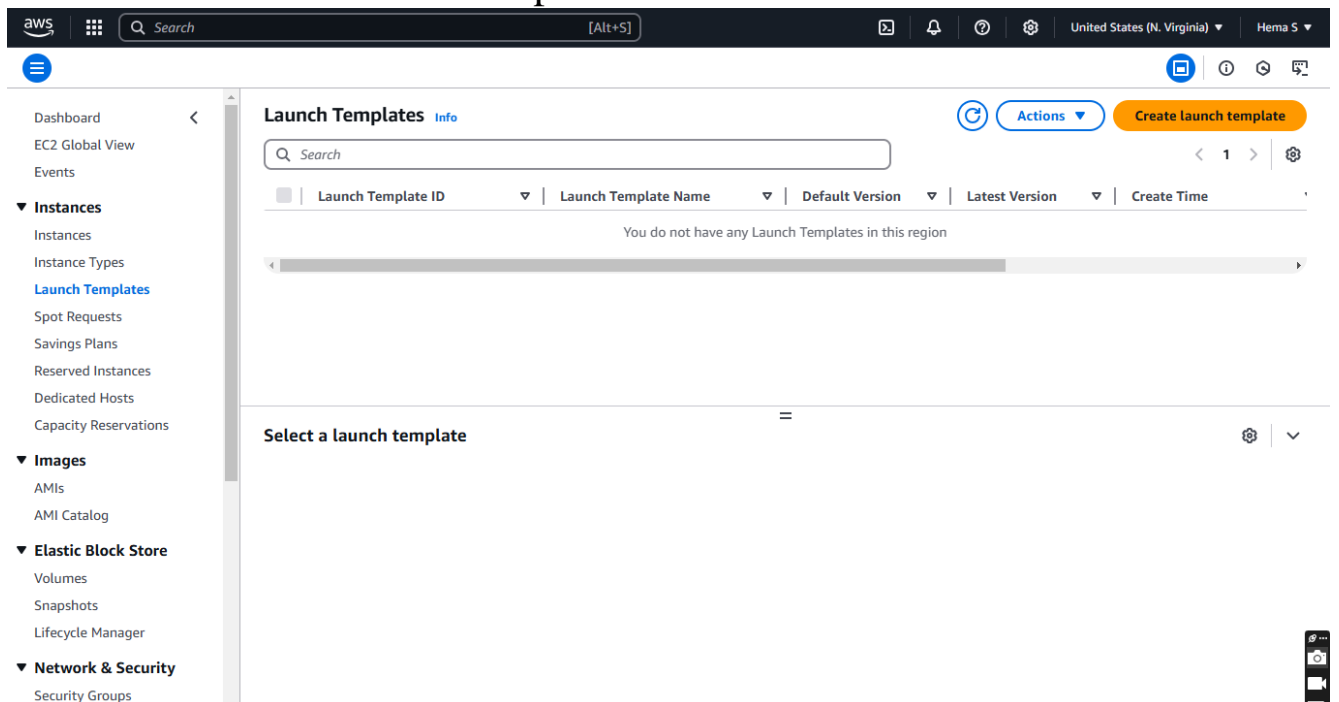 aws Search [Alt+S] United States (N. Virginia) Hema S
Dashboard
EC2 Global View
Events
Instances
Instances
Instance Types
Launch Templates
Spot Requests
Savings Plans
Reserved Instances
Dedicated Hosts
Capacity Reservations
Images
AMIs
AMI Catalog
Elastic Block Store
Volumes
Snapshots
Lifecycle Manager
Network & Security
Security Groups
Launch Templates Info Actions Create launch template
Search 1
Launch Template ID Launch Template Name Default Version Latest Version Create Time
You do not have any Launch Templates in this region
Select a launch template